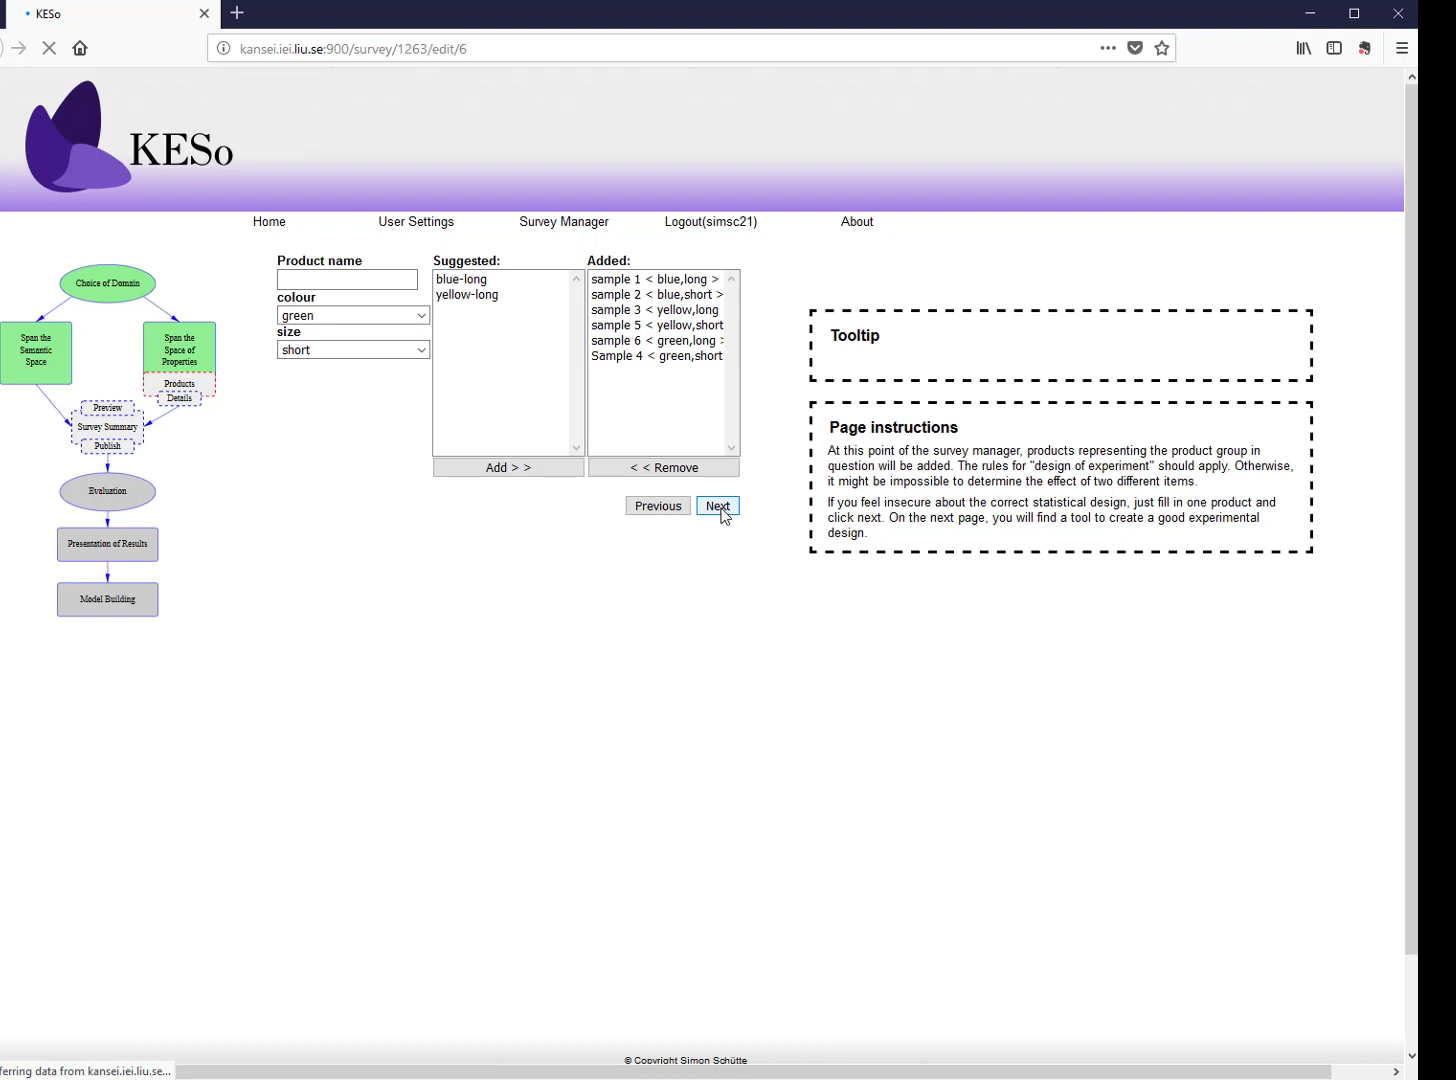 KESo
kansei.iei.liu.se:900/survey/1263/edit/6
KESo
Home User Settings Survey Manager Logout(simsc21) About
Choice of Domain
Span the
Semantic
Space
Span the
Space of
Properties
Products
Details
Preview
Survey Summary
Publish
Evaluation
Presentation of Results
Model Building
Product name
colour
green
size
short
Suggested:
blue-long
yellow-long
Add > >
Added:
sample 1 < blue,long >
sample 2 < blue,short >
sample 3 < yellow,long
sample 5 < yellow,short
sample 6 < green,long >
Sample 4 < green,short
< < Remove
Previous Next
Tooltip
Page instructions
At this point of the survey manager, products representing the product group in
question will be added. The rules for "design of experiment" should apply. Otherwise,
it might be impossible to determine the effect of two different items.
If you feel insecure about the correct statistical design, just fill in one product and
click next. On the next page, you will find a tool to create a good experimental
design.
© Copyright Simon Schütte
ferring data from kansei.iei.liu.se...